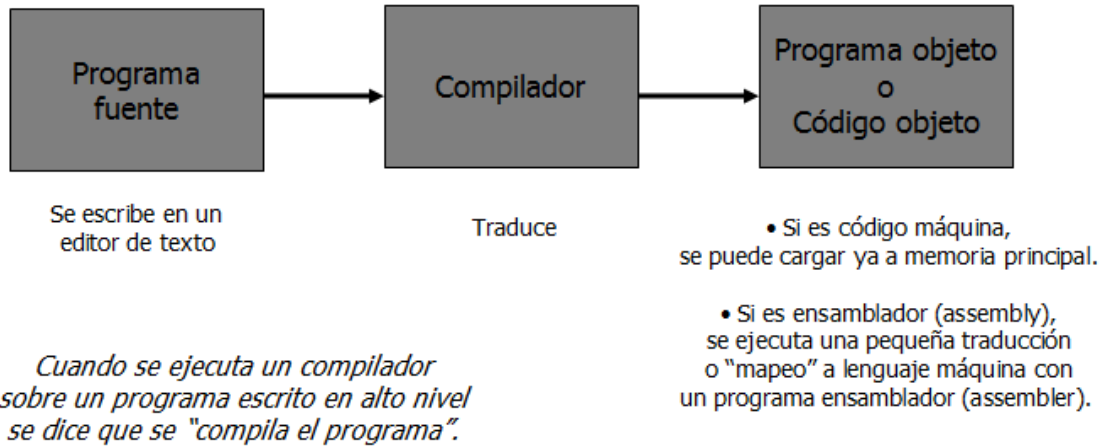 Programa
fuente
Compilador
Programa objeto
o
Código objeto
Se escribe en un
editor de texto
Traduce
• Si es código máquina,
se puede cargar ya a memoria principal.
• Si es ensamblador (assembly),
se ejecuta una pequeña traducción
o “mapeo” a lenguaje máquina con
un programa ensamblador (assembler).
Cuando se ejecuta un compilador
sobre un programa escrito en alto nivel
se dice que se “compila el programa”.